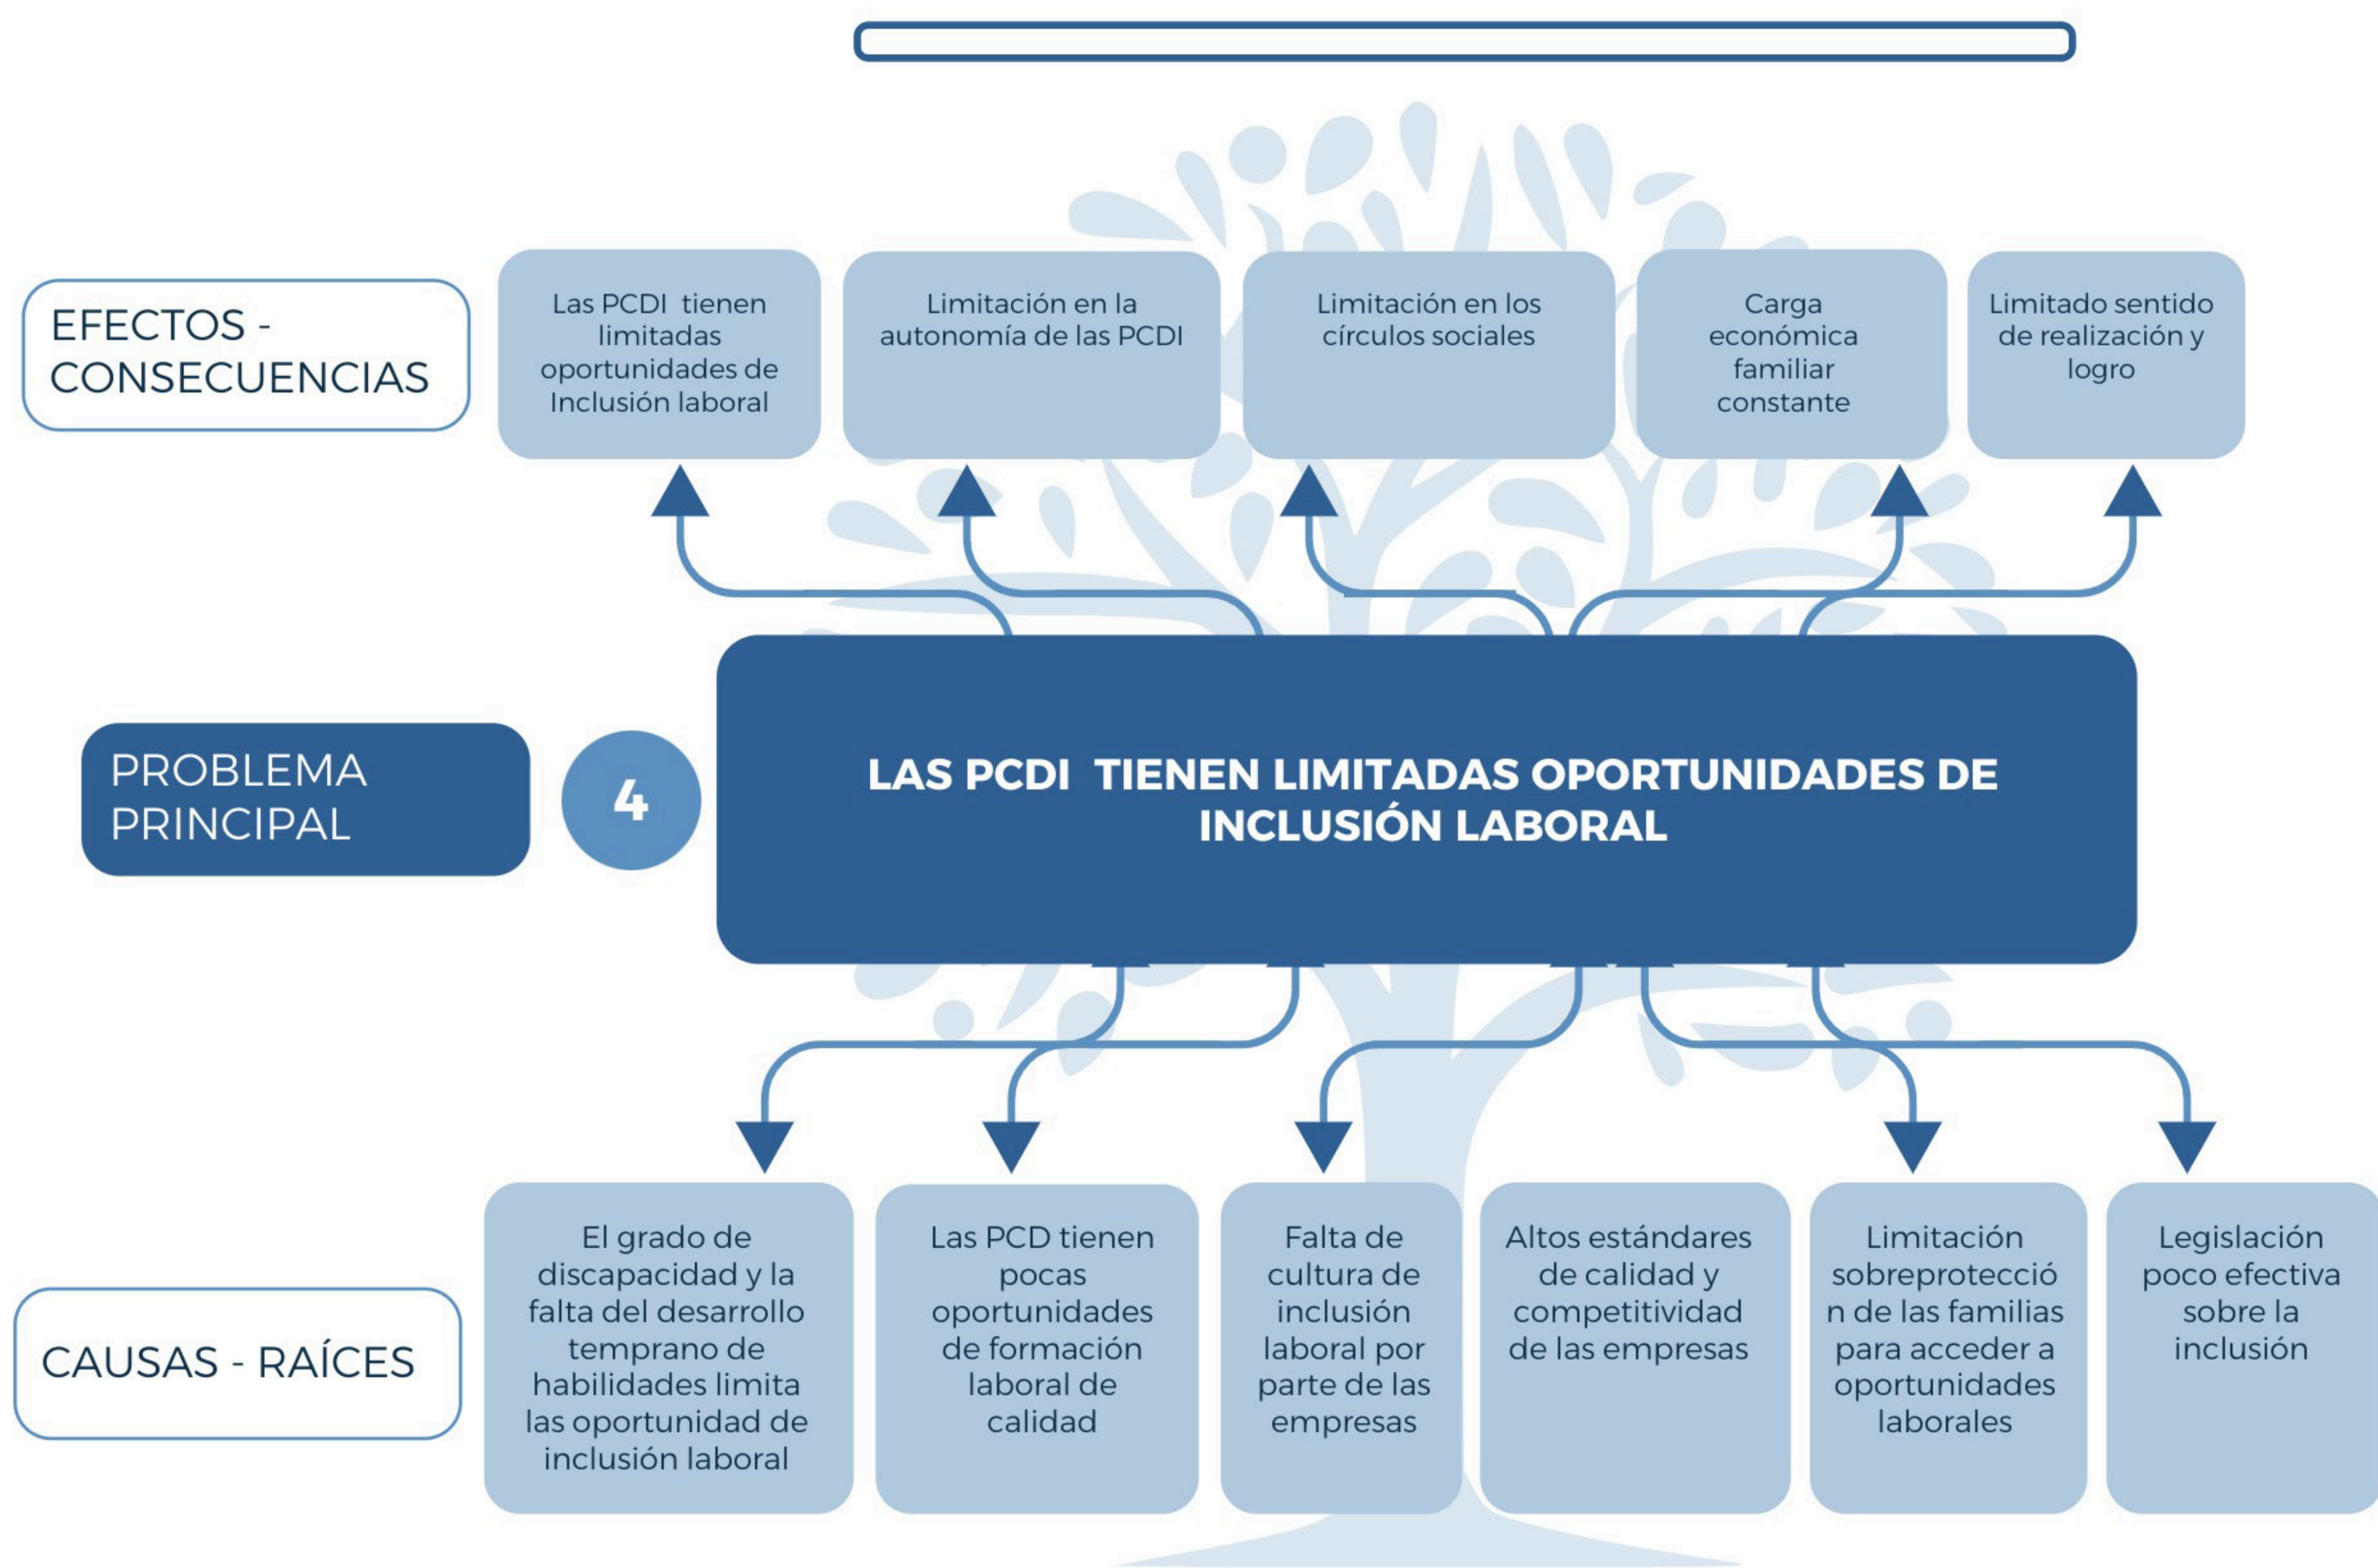 EFECTOS -
CONSECUENCIAS
Las PCDI  tienen
limitadas
oportunidades de
Inclusión laboral
Limitación en la
autonomía de las PCDI
Limitación en los
círculos sociales
Carga
económica
familiar
constante
Limitado sentido
de realización y
logro
PROBLEMA
PRINCIPAL
4
LAS PCDI  TIENEN LIMITADAS OPORTUNIDADES DE
INCLUSIÓN LABORAL
CAUSAS - RAÍCES
El grado de
discapacidad y la
falta del desarrollo
temprano de
habilidades limita
las oportunidad de
inclusión laboral
Las PCD tienen
pocas
oportunidades
de formación
laboral de
calidad
Falta de
cultura de
inclusión
laboral por
parte de las
empresas
Altos estándares
de calidad y
competitividad
de las empresas
Limitación
sobreprotecció
n de las familias
para acceder a
oportunidades
laborales
Legislación
poco efectiva
sobre la
inclusión